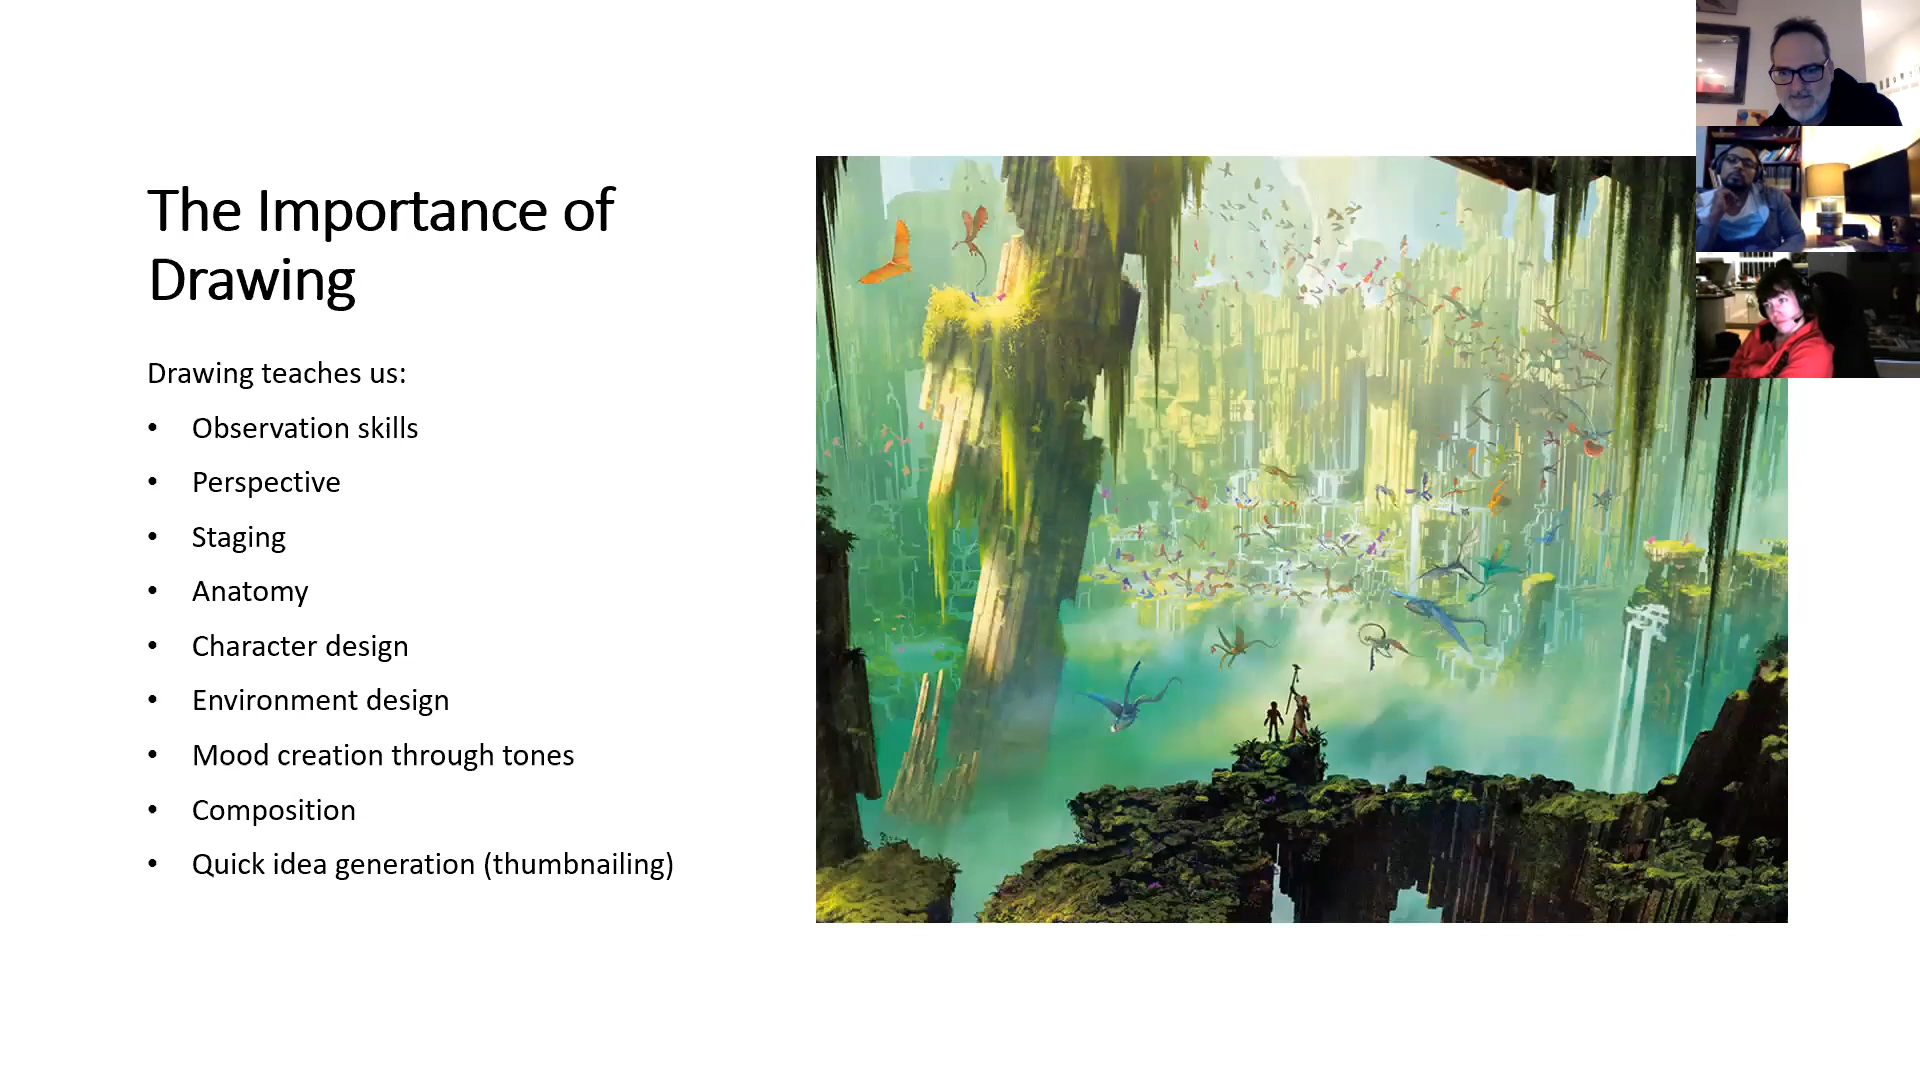 The Importance of
Drawing
Drawing teaches us:
• Observation skills
• Perspective
• Staging
• Anatomy
• Character design
• Environment design
• Mood creation through tones
• Composition
• Quick idea generation (thumbnailing)